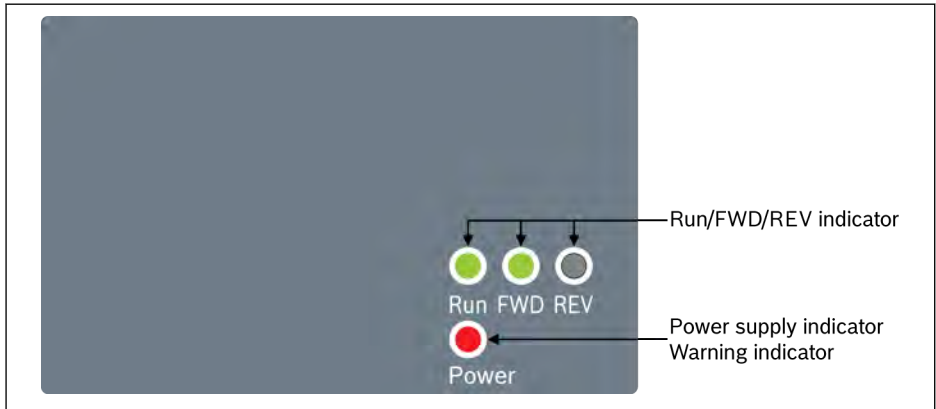 Run/FWD/REV indicator
Run FWD REV
Power supply indicator
Warning indicator
Power